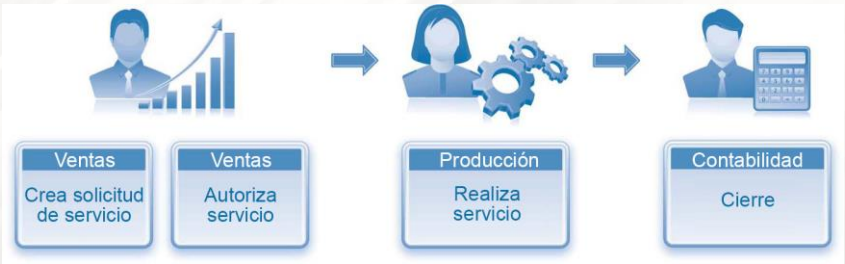 Ventas
Crea solicitud
de servicio
Ventas
Autoriza
servicio
Producción
Realiza
servicio
Contabilidad
Cierre